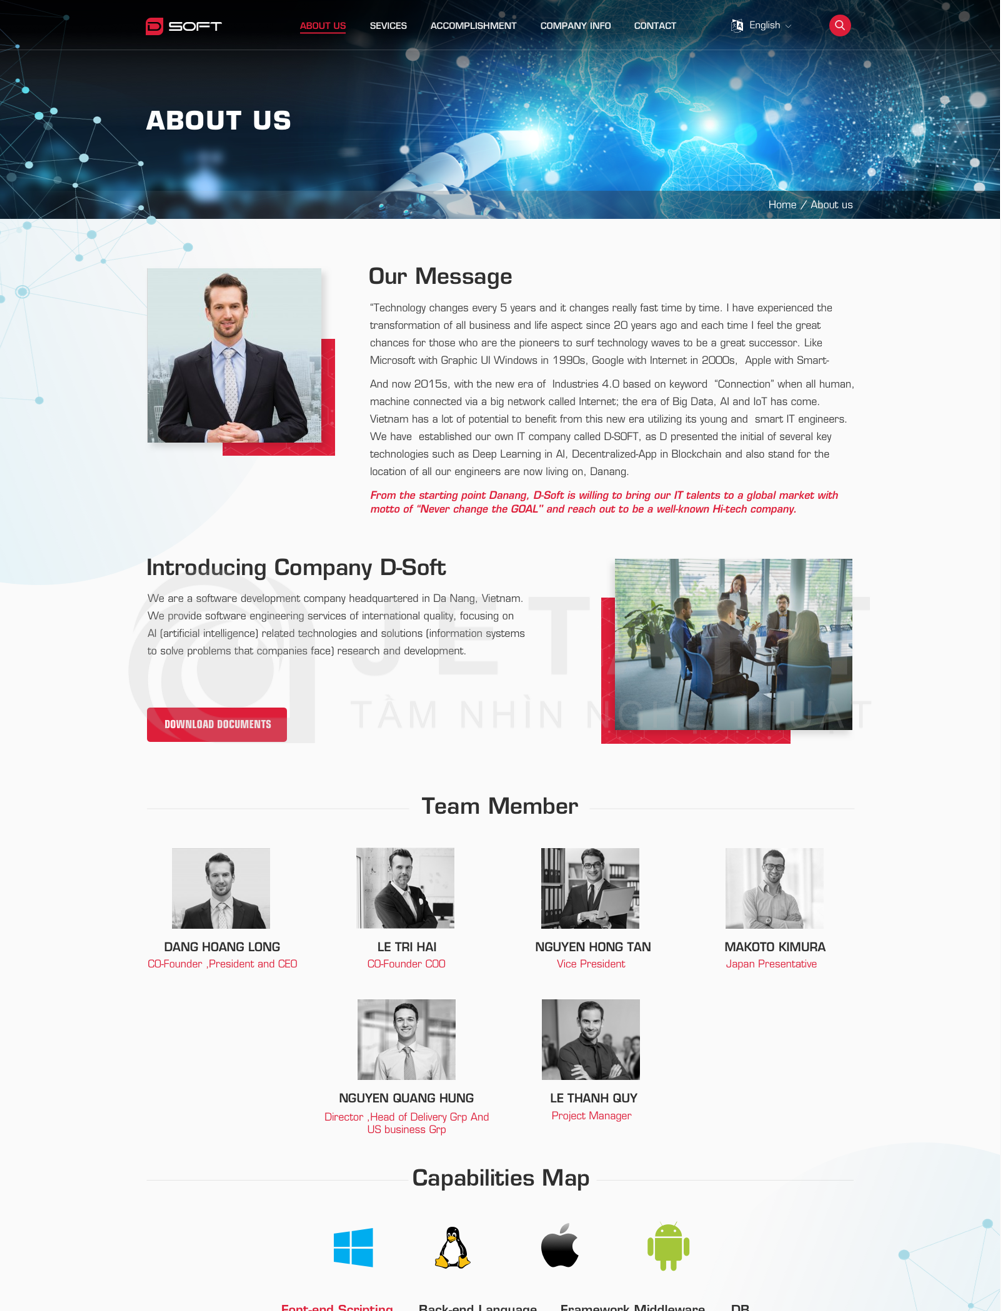 D SOFT
ABOUT US
SEVICES
ACCOMPLISHMENT
COMPANY INFO
CONTACT
English
ABOUT US
Home / About us
Our Message
“Technology changes every 5 years and it changes really fast time by time. I have experienced the
transformation of all business and life aspect since 20 years ago and each time I feel the great
chances for those who are the pioneers to surf technology waves to be a great successor. Like
Microsoft with Graphic UI Windows in 1990s, Google with Internet in 2000s, Apple with Smart-
And now 2015s, with the new era of Industries 4.0 based on keyword “Connection” when all human,
machine connected via a big network called Internet; the era of Big Data, AI and IoT has come.
Vietnam has a lot of potential to benefit from this new era utilizing its young and smart IT engineers.
We have established our own IT company called D-SOFT, as D presented the initial of several key
technologies such as Deep Learning in AI, Decentralized-App in Blockchain and also stand for the
location of all our engineers are now living on, Danang.
From the starting point Danang, D-Soft is willing to bring our IT talents to a global market with
motto of “Never change the GOAL” and reach out to be a well-known Hi-tech company.
Introducing Company D-Soft
We are a software development company headquartered in Da Nang, Vietnam.
We provide software engineering services of international quality, focusing on
AI (artificial intelligence) related technologies and solutions (information systems
to solve problems that companies face) research and development.
TẦM NHÌN
DOWNLOAD DOCUMENTS
Team Member
DANG HOANG LONG
CO-Founder ,President and CEO
LE TRI HAI
CO-Founder COO
NGUYEN HONG TAN
Vice President
MAKOTO KIMURA
Japan Presentative
NGUYEN QUANG HUNG
Director ,Head of Delivery Grp And
US business Grp
LE THANH QUY
Project Manager
Capabilities Map
Font-end Scripting
Back-end Language
Framework Middleware
DB